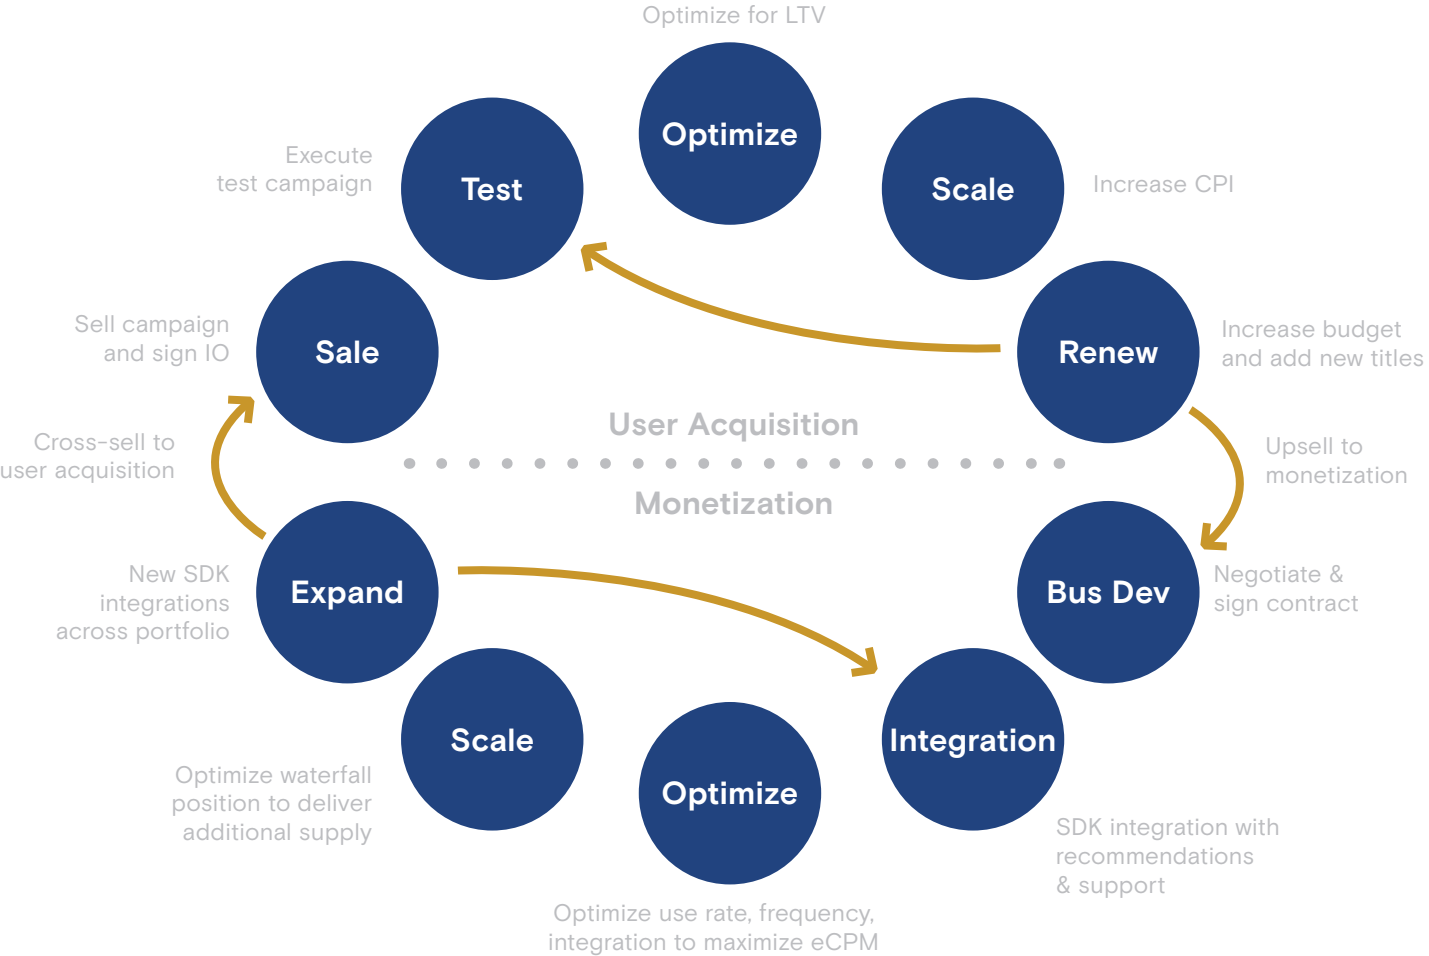 Optimize for LTV
Optimize
Execute
test campaign
Test
Scale
Increase CPI
Sell campaign
and sign IO
Sale
Renew
Increase budget
and add new titles
User Acquisition
Cross-sell to
user acquisition
Upsell to
monetization
Monetization
New SDK
integrations
across portfolio
Expand
Bus Dev
Negotiate &
sign contract
Scale
Integration
Optimize waterfall
position to deliver
additional supply
Optimize
SDK integration with
recommendations
& support
Optimize use rate, frequency,
integration to maximize eCPM